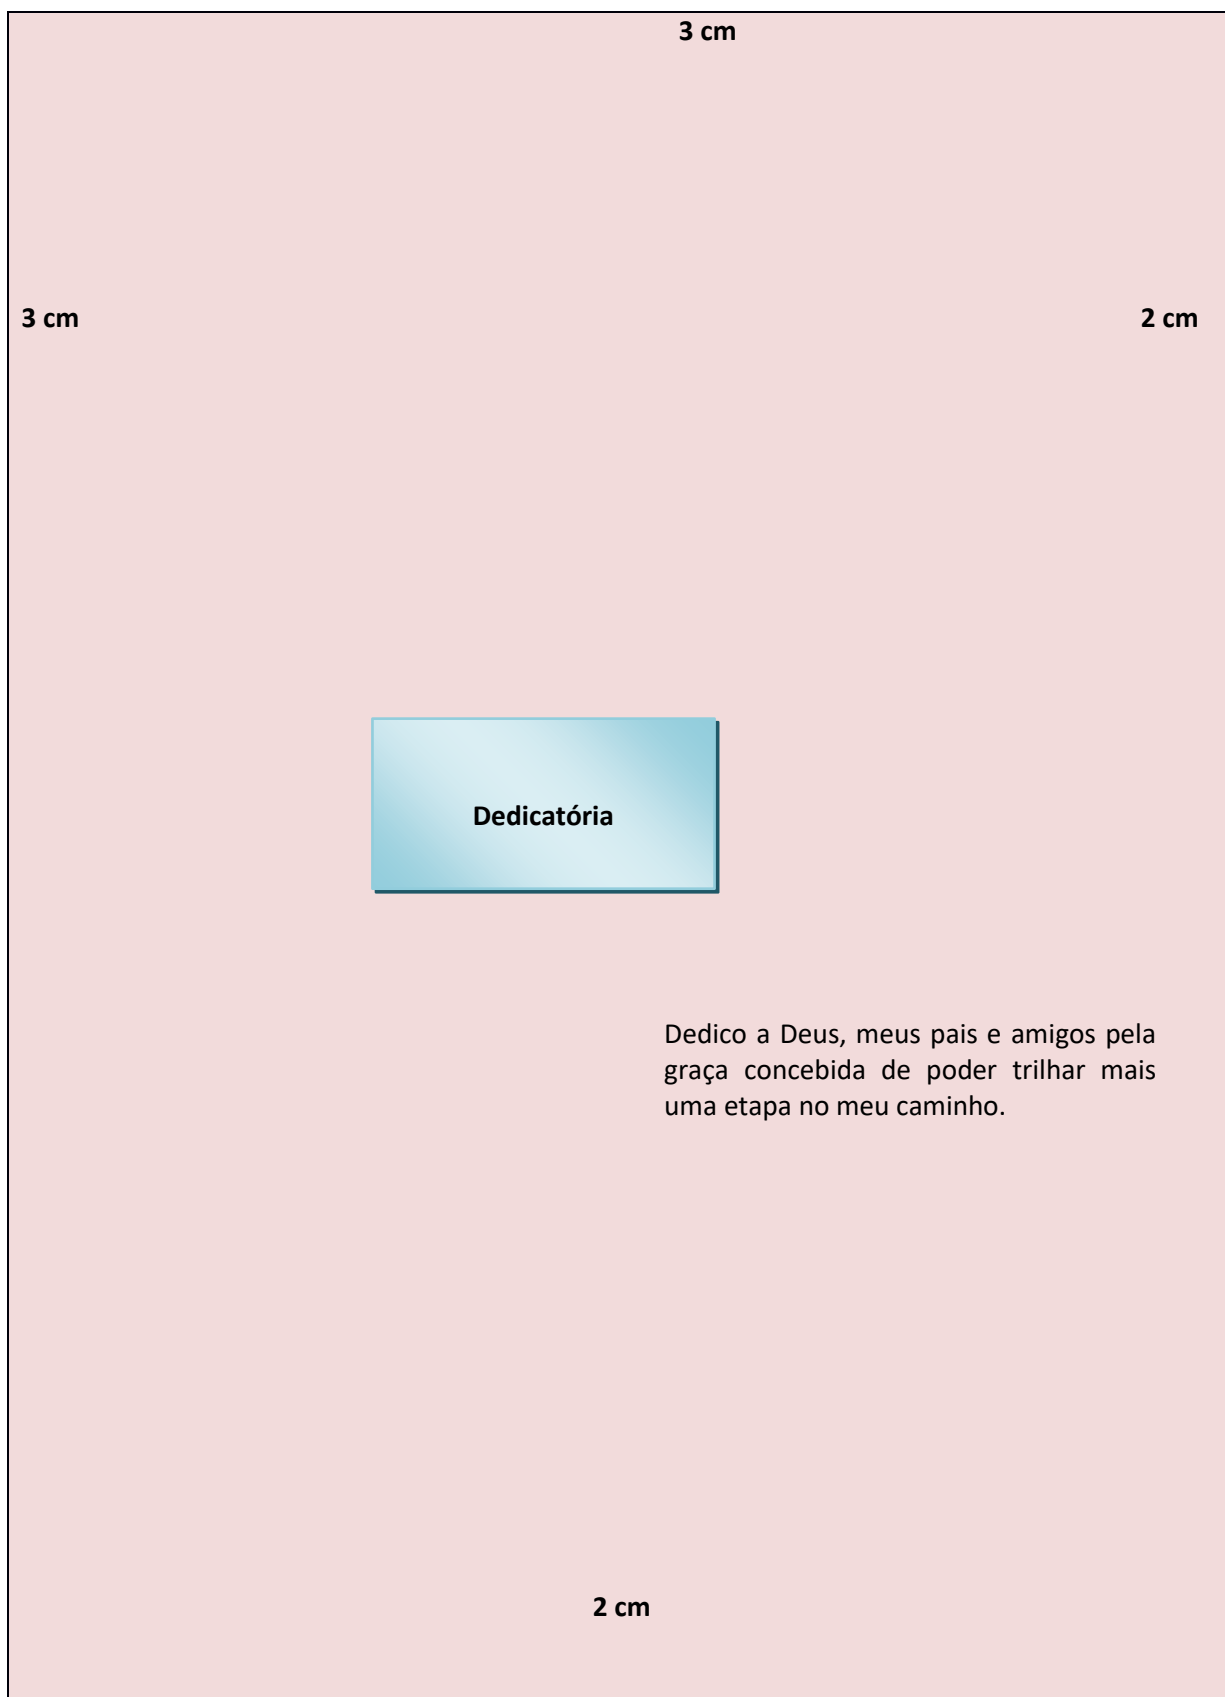 3 cm
3 cm
2 cm
Dedicatória
Dedico a Deus, meus pais e amigos pela
graça concebida de poder trilhar mais
uma etapa no meu caminho.
2 cm